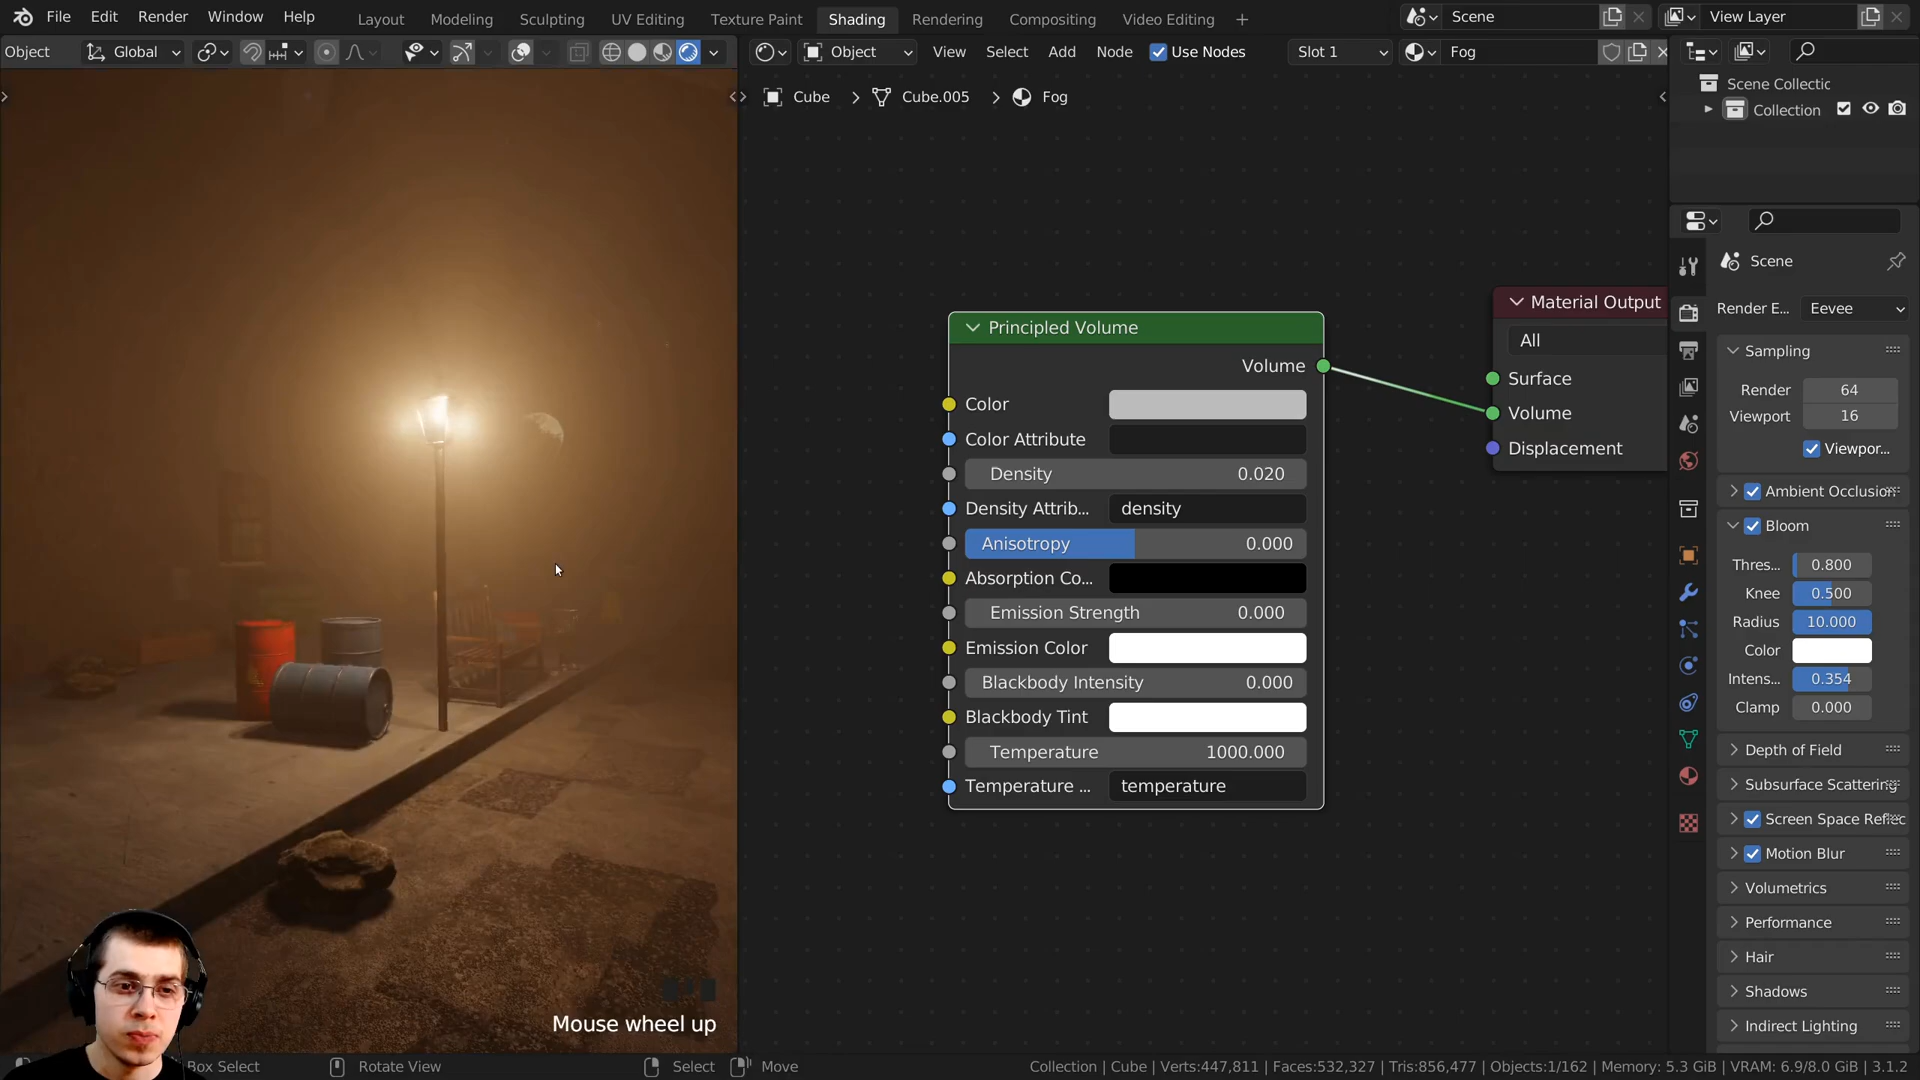 File Edit Render Window Help Layout Modeling Sculpting UV Editing Texture Paint Shading Rendering Compositing Video Editing + Scene View Layer
Object Global Object View Select Add Node Use Nodes Slot 1 Fog
Cube > Cube.005 > Fog
Scene Collectic
Collection
Scene
Render E... Eevee
Sampling
Render 64
Viewport 16
Viewpor...
Ambient Occlusion
Bloom
Thres... 0.800
Knee 0.500
Radius 10.000
Color
Intens... 0.354
Clamp 0.000
Depth of Field
Subsurface Scattering
Screen Space Reflec
Motion Blur
Volumetrics
Performance
Hair
Shadows
Indirect Lighting
Principled Volume
Volume
Color
Color Attribute
Density 0.020
Density Attrib... density
Anisotropy 0.000
Absorption Co...
Emission Strength 0.000
Emission Color
Blackbody Intensity 0.000
Blackbody Tint
Temperature 1000.000
Temperature ... temperature
Material Output
All
Surface
Volume
Displacement
Mouse wheel up
Box Select Rotate View Select Move Collection | Cube | Verts:447,811 | Faces:532,327 | Tris:856,477 | Objects:1/162 | Memory: 5.3 GiB | VRAM: 6.9/8.0 GiB | 3.1.2